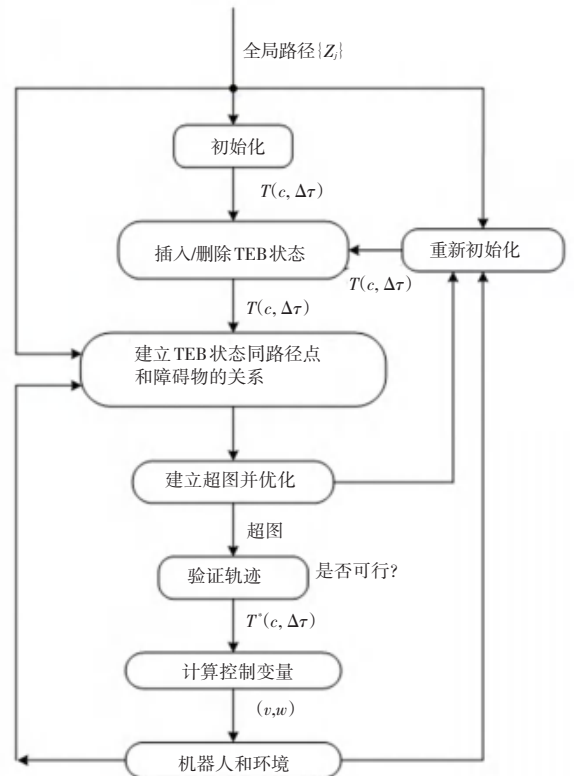 全局路径{Zⱼ}
初始化
T(c, Δτ)
插入/删除TEB状态
重新初始化
T(c, Δτ)
T(c, Δτ)
建立TEB状态同路径点
和障碍物的关系
建立超图并优化
超图
验证轨迹
是否可行?
T*(c, Δτ)
计算控制变量
(v,w)
机器人和环境